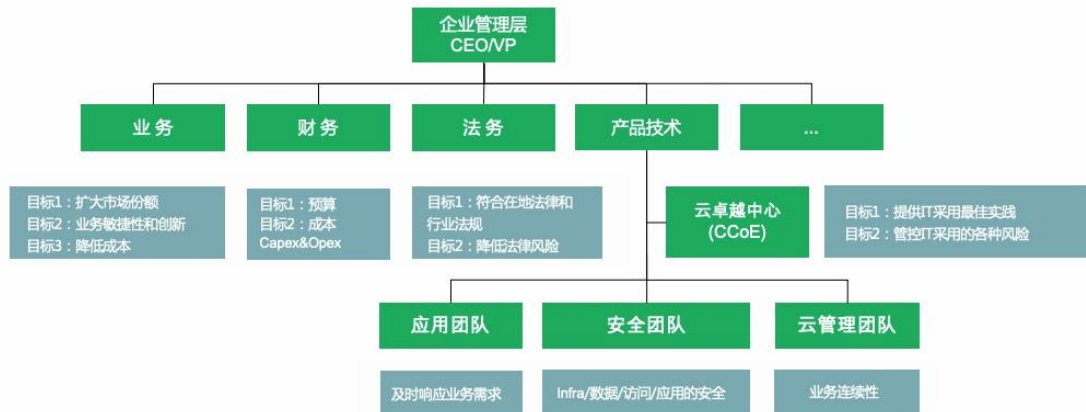 企业管理层
CEO/VP
业务
财务
法务
产品技术
...
目标1：扩大市场份额
目标2：业务敏捷性和创新
目标3：降低成本
目标1：预算
目标2：成本
Capex&Opex
目标1：符合在地法律和
行业法规
目标2：降低法律风险
云卓越中心
(CCoE)
目标1：提供IT采用最佳实践
目标2：管控IT采用的各种风险
应用团队
安全团队
云管理团队
及时响应业务需求
Infra/数据/访问/应用的安全
业务连续性